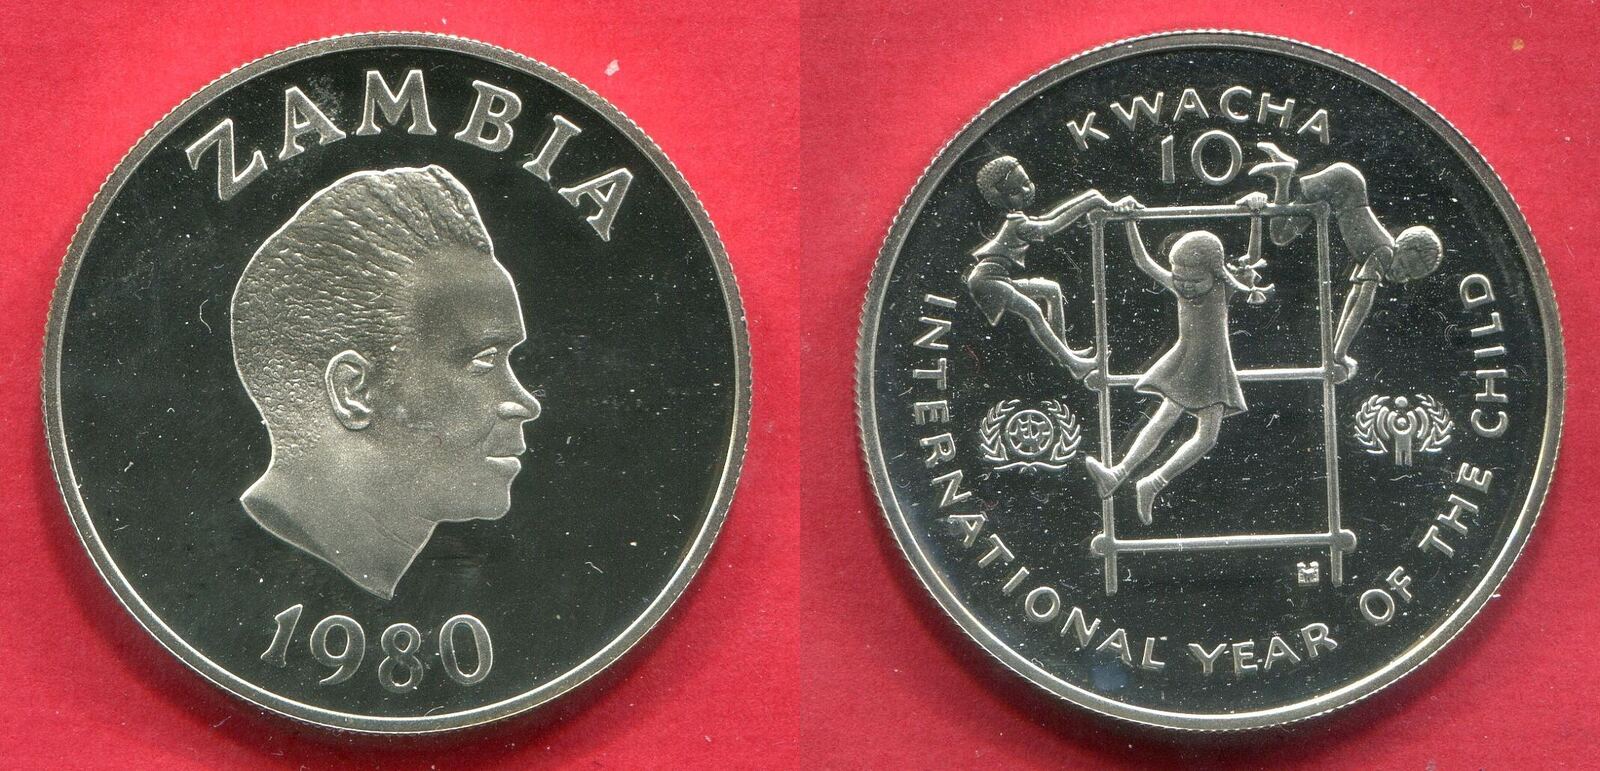 ZAMBIA
1980
KWACHA
10
INTERNATIONAL YEAR OF THE CHILD